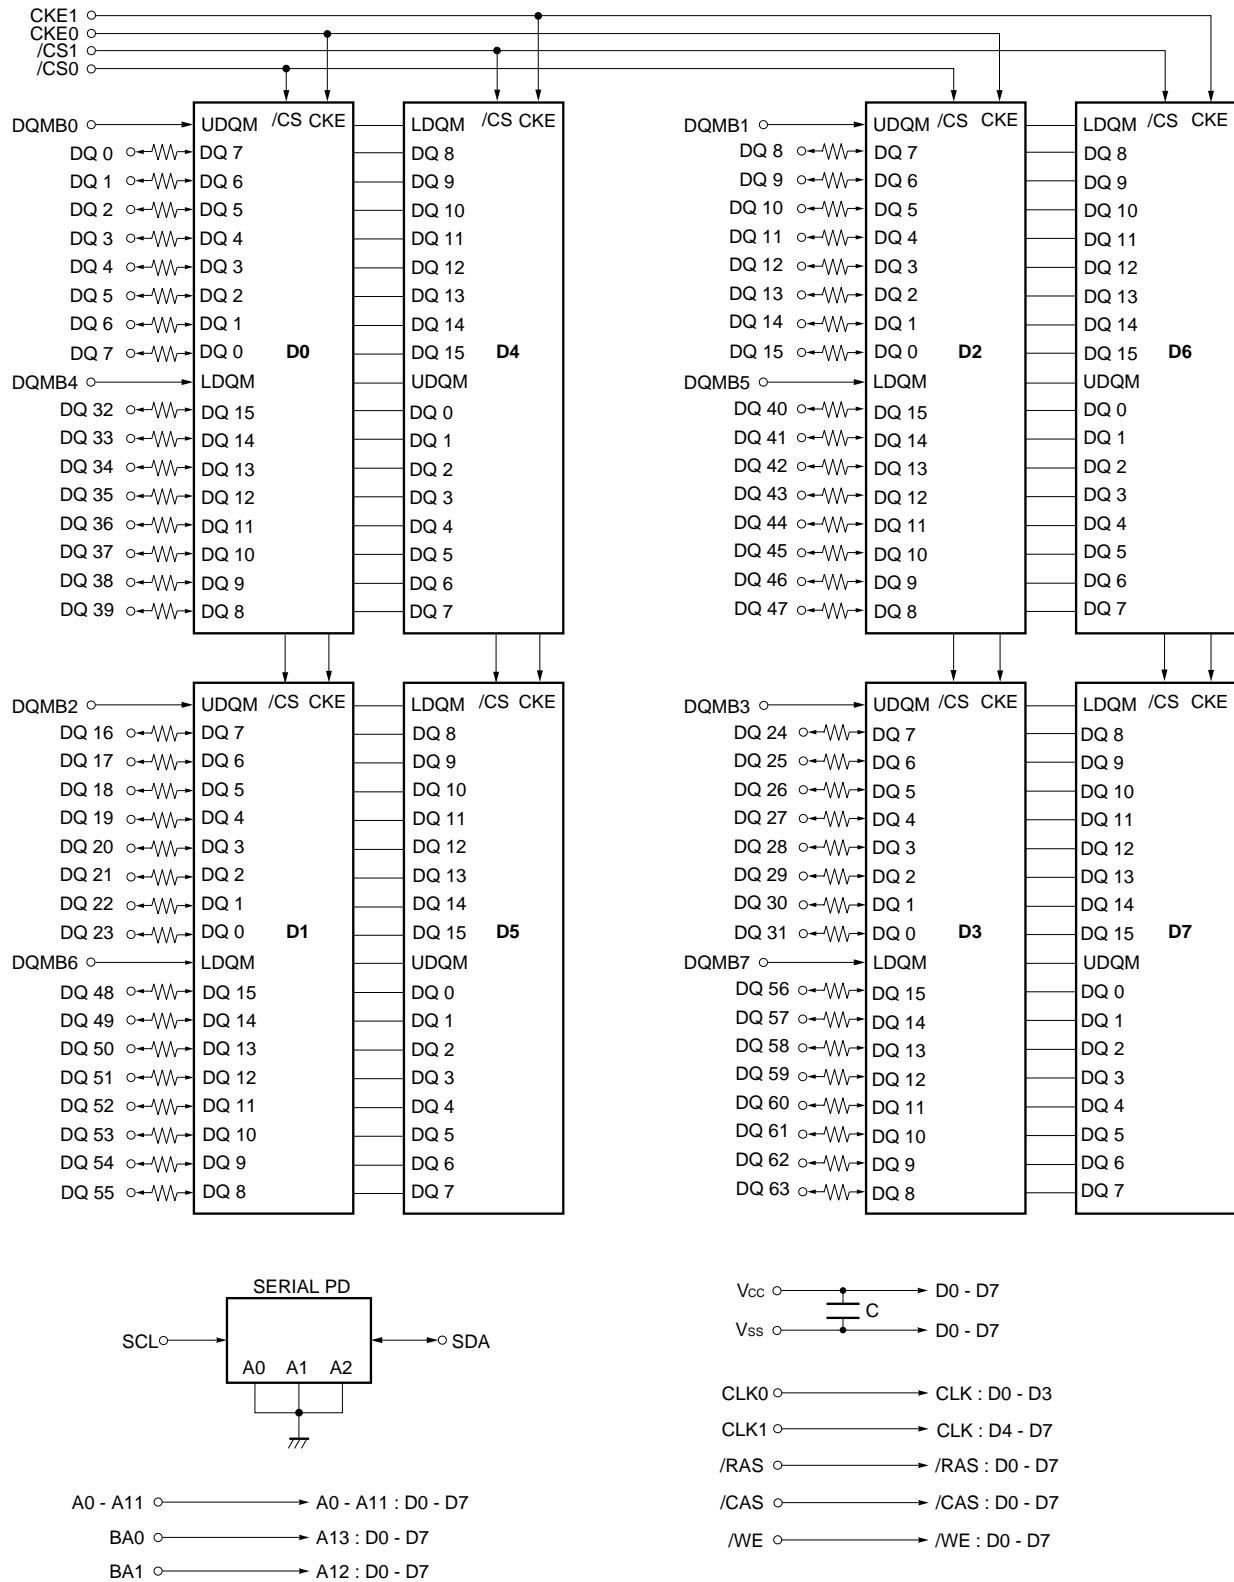 CKE1
CKE0
/CS1
/CS0
DQMB0 UDQM /CS CKE LDQM /CS CKE DQMB1 UDQM /CS CKE LDQM /CS CKE
DQ 0 DQ 7 DQ 8 DQ 8 DQ 7 DQ 8
DQ 1 DQ 6 DQ 9 DQ 9 DQ 6 DQ 9
DQ 2 DQ 5 DQ 10 DQ 10 DQ 5 DQ 10
DQ 3 DQ 4 DQ 11 DQ 11 DQ 4 DQ 11
DQ 4 DQ 3 DQ 12 DQ 12 DQ 3 DQ 12
DQ 5 DQ 2 DQ 13 DQ 13 DQ 2 DQ 13
DQ 6 DQ 1 DQ 14 DQ 14 DQ 1 DQ 14
DQ 7 DQ 0 D0 DQ 15 D4 DQ 15 DQ 0 D2 DQ 15 D6
DQMB4 LDQM UDQM DQMB5 LDQM UDQM
DQ 32 DQ 15 DQ 0 DQ 40 DQ 15 DQ 0
DQ 33 DQ 14 DQ 1 DQ 41 DQ 14 DQ 1
DQ 34 DQ 13 DQ 2 DQ 42 DQ 13 DQ 2
DQ 35 DQ 12 DQ 3 DQ 43 DQ 12 DQ 3
DQ 36 DQ 11 DQ 4 DQ 44 DQ 11 DQ 4
DQ 37 DQ 10 DQ 5 DQ 45 DQ 10 DQ 5
DQ 38 DQ 9 DQ 6 DQ 46 DQ 9 DQ 6
DQ 39 DQ 8 DQ 7 DQ 47 DQ 8 DQ 7
DQMB2 UDQM /CS CKE LDQM /CS CKE DQMB3 UDQM /CS CKE LDQM /CS CKE
DQ 16 DQ 7 DQ 8 DQ 24 DQ 7 DQ 8
DQ 17 DQ 6 DQ 9 DQ 25 DQ 6 DQ 9
DQ 18 DQ 5 DQ 10 DQ 26 DQ 5 DQ 10
DQ 19 DQ 4 DQ 11 DQ 27 DQ 4 DQ 11
DQ 20 DQ 3 DQ 12 DQ 28 DQ 3 DQ 12
DQ 21 DQ 2 DQ 13 DQ 29 DQ 2 DQ 13
DQ 22 DQ 1 DQ 14 DQ 30 DQ 1 DQ 14
DQ 23 DQ 0 D1 DQ 15 D5 DQ 31 DQ 0 D3 DQ 15 D7
DQMB6 LDQM UDQM DQMB7 LDQM UDQM
DQ 48 DQ 15 DQ 0 DQ 56 DQ 15 DQ 0
DQ 49 DQ 14 DQ 1 DQ 57 DQ 14 DQ 1
DQ 50 DQ 13 DQ 2 DQ 58 DQ 13 DQ 2
DQ 51 DQ 12 DQ 3 DQ 59 DQ 12 DQ 3
DQ 52 DQ 11 DQ 4 DQ 60 DQ 11 DQ 4
DQ 53 DQ 10 DQ 5 DQ 61 DQ 10 DQ 5
DQ 54 DQ 9 DQ 6 DQ 62 DQ 9 DQ 6
DQ 55 DQ 8 DQ 7 DQ 63 DQ 8 DQ 7
SERIAL PD
SCL SDA
A0 A1 A2
Vcc D0 - D7
C
Vss D0 - D7
CLK0 CLK : D0 - D3
CLK1 CLK : D4 - D7
/RAS /RAS : D0 - D7
/CAS /CAS : D0 - D7
/WE /WE : D0 - D7
A0 - A11 A0 - A11 : D0 - D7
BA0 A13 : D0 - D7
BA1 A12 : D0 - D7